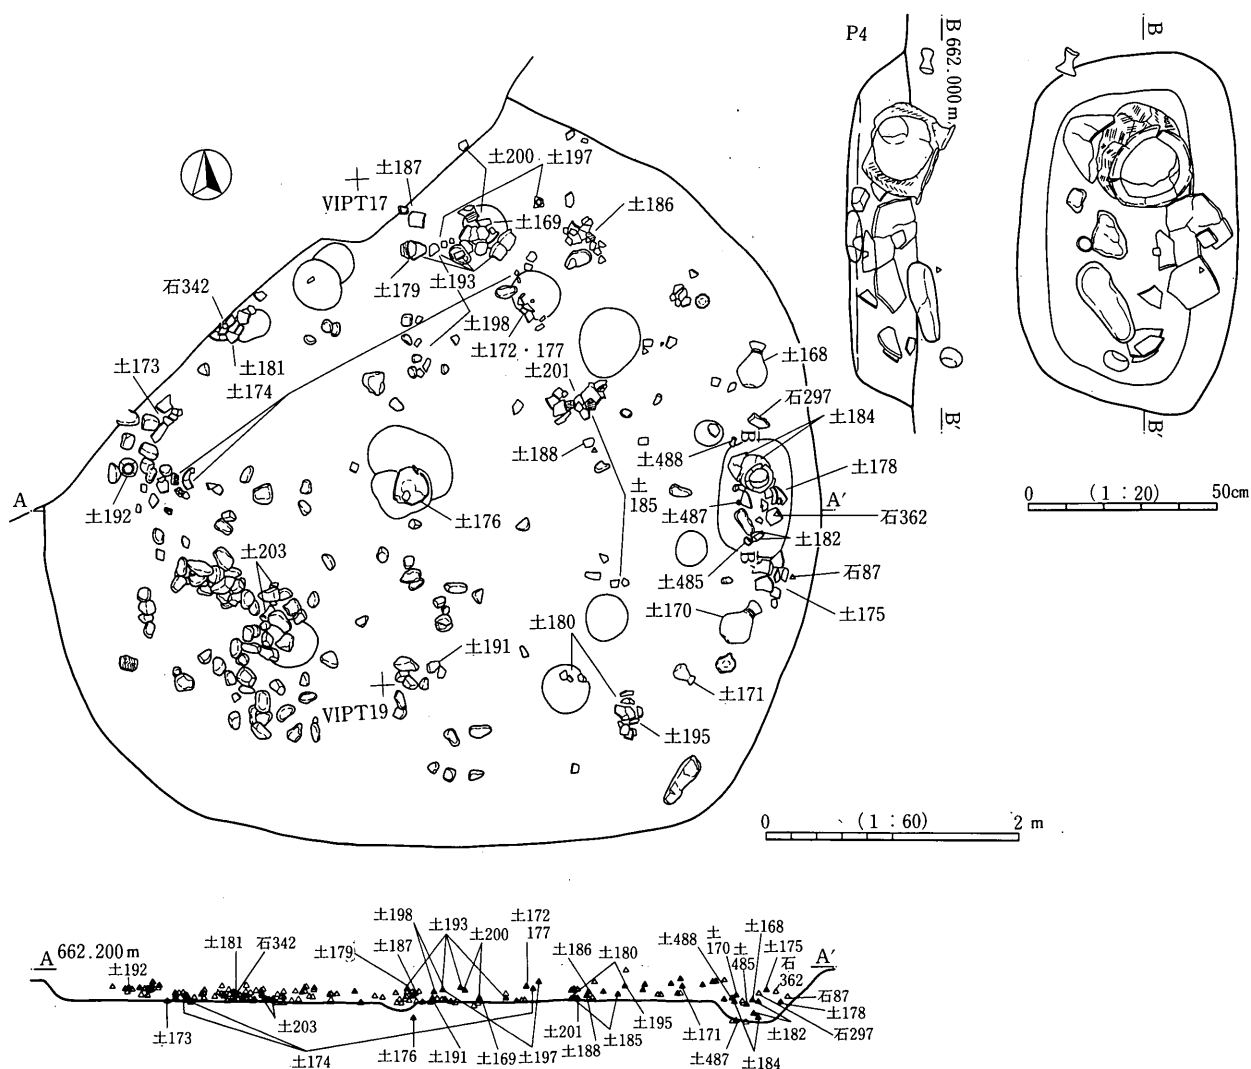 P4
B 662.000m
B′
B
B′
0 (1:20) 50cm
土187
土200
土197
VIPT17
土169
土186
土179
土193
石342
土198
土172・177
土181
土173
土174
土201
土168
石297
土184
土188
土488
B
土178
A
土192
土176
土185
土487
A′
石362
土182
土203
B′
土485
石87
土170
土175
土180
土191
土171
VIPT19
土195
0 (1:60) 2 m
土198
土193
土172 177
土200
土168
土488
土170
土175
A 662.200m
土181
石342
土179
土187
土186
土180
土485
石362
A′
土192
石87
土178
土173
土203
土201
土195
土171
石297
土182
土174
土176
土191
土169
土197
土188
土185
土487
土184